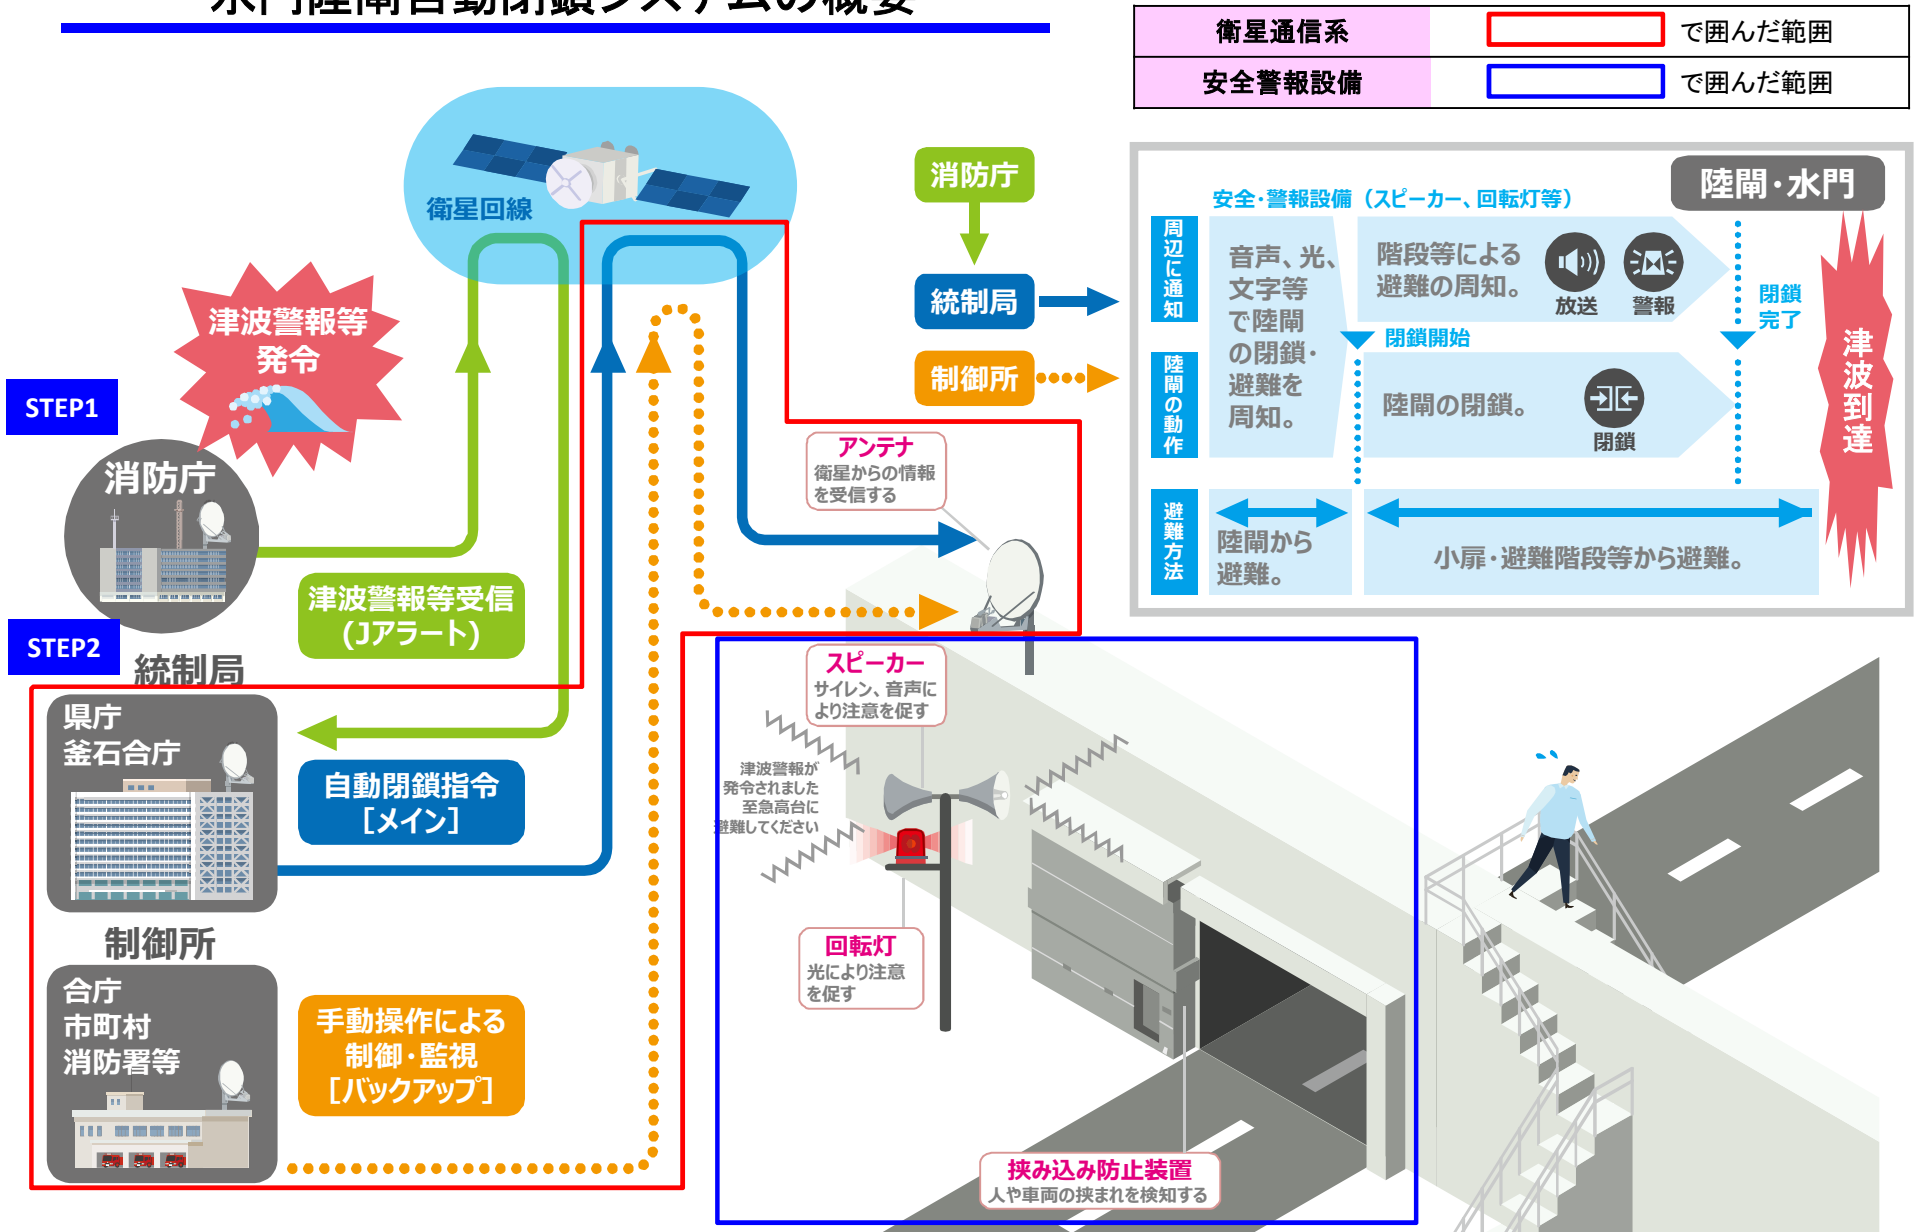 水門陸閘自動閉鎖システムの概要
衛星通信系
で囲んだ範囲
安全警報設備
で囲んだ範囲
衛星回線
津波警報等
発令
STEP1
消防庁
津波警報等受信
(Jアラート)
STEP2
統制局
県庁
釜石合庁
自動閉鎖指令
[メイン]
制御所
合庁
市町村
消防署等
手動操作による
制御・監視
[バックアップ]
消防庁
統制局
制御所
陸閘・水門
安全・警報設備（スピーカー、回転灯等）
周辺に通知
音声、光、
文字等
で陸閘
の閉鎖・
避難を
周知。
階段等による
避難の周知。
放送
警報
閉鎖
完了
閉鎖開始
陸閘の動作
陸閘の閉鎖。
閉鎖
避難方法
陸閘から
避難。
小扉・避難階段等から避難。
津波到達
アンテナ
衛星からの情報
を受信する
スピーカー
サイレン、音声に
より注意を促す
津波警報が
発令されました
至急高台に
避難してください
回転灯
光により注意
を促す
挟み込み防止装置
人や車両の挟まれを検知する